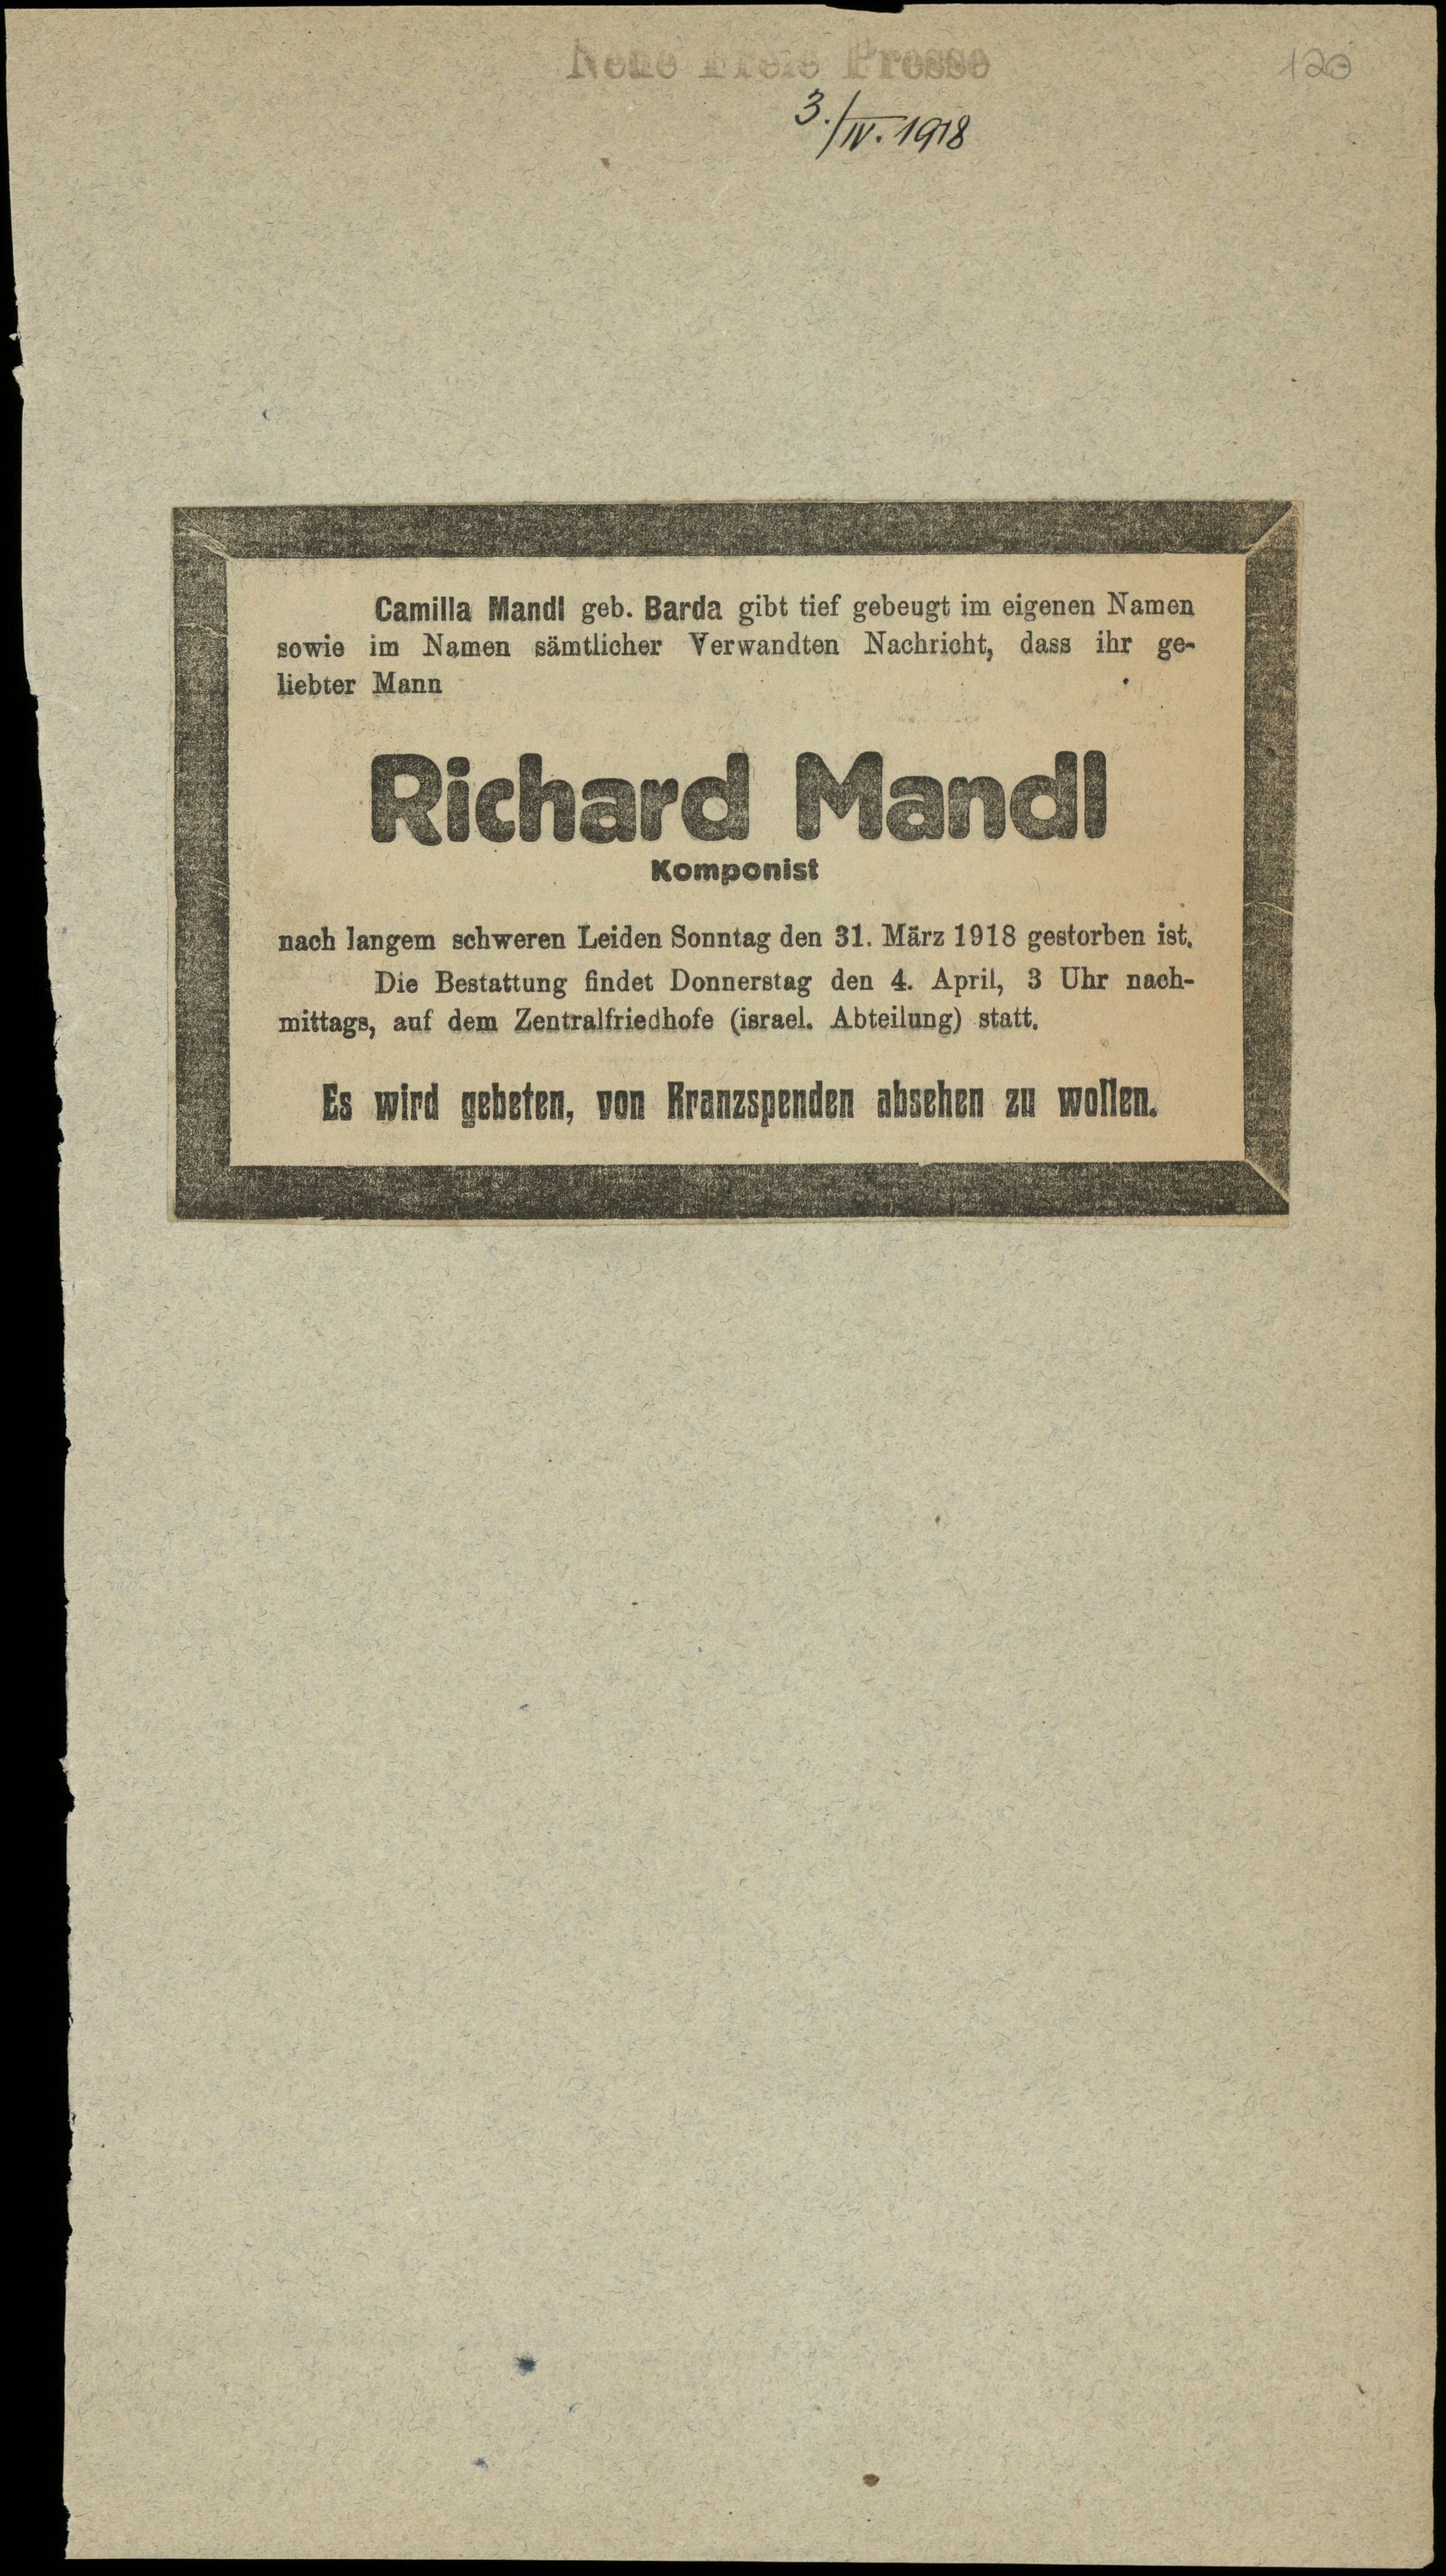 Neue Freie Presse
120
3./IV. 1918
Camilla Mandl geb. Barda gibt tief gebeugt im eigenen Namen
sowie im Namen sämtlicher Verwandten Nachricht, dass ihr ge-
liebter Mann
Richard Mandl
Komponist
nach langem schweren Leiden Sonntag den 31. März 1918 gestorben ist.
Die Bestattung findet Donnerstag den 4. April, 3 Uhr nach-
mittags, auf dem Zentralfriedhofe (israel. Abteilung) statt.
Es wird gebeten, von Kranzspenden absehen zu wollen.